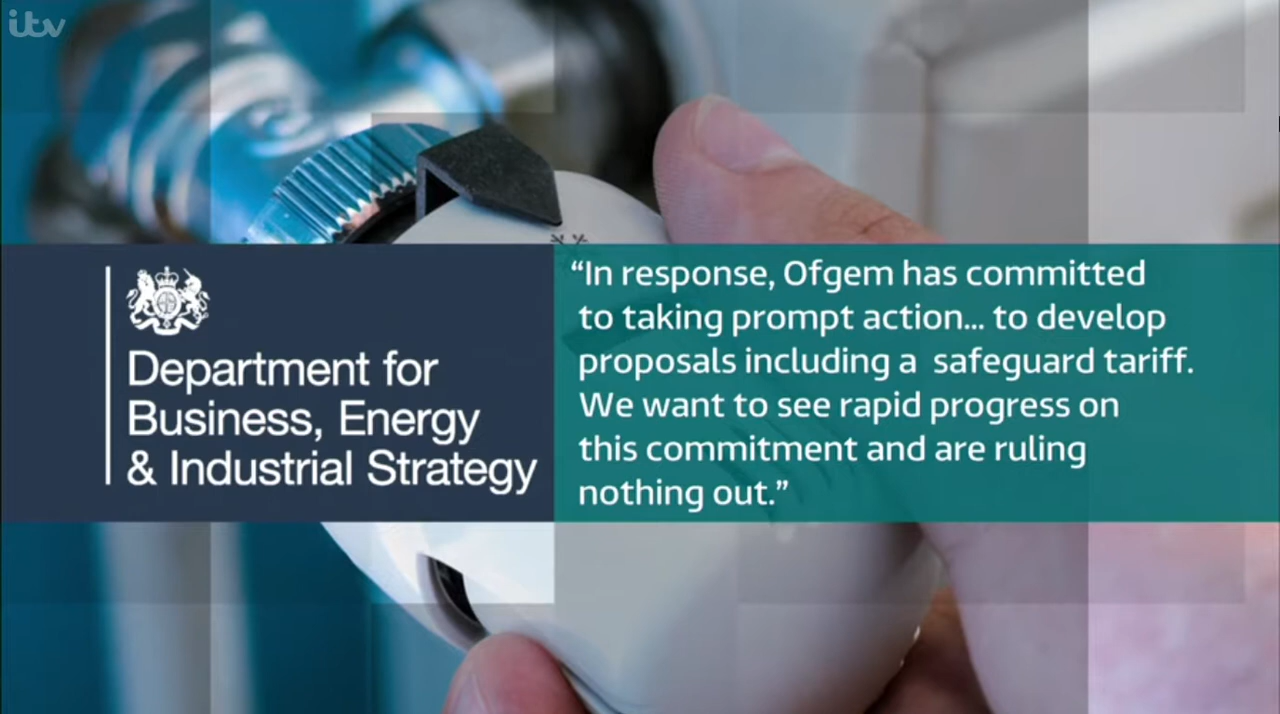 itv
Department for
Business, Energy
& Industrial Strategy
“In response, Ofgem has committed
to taking prompt action... to develop
proposals including a safeguard tariff.
We want to see rapid progress on
this commitment and are ruling
nothing out.”